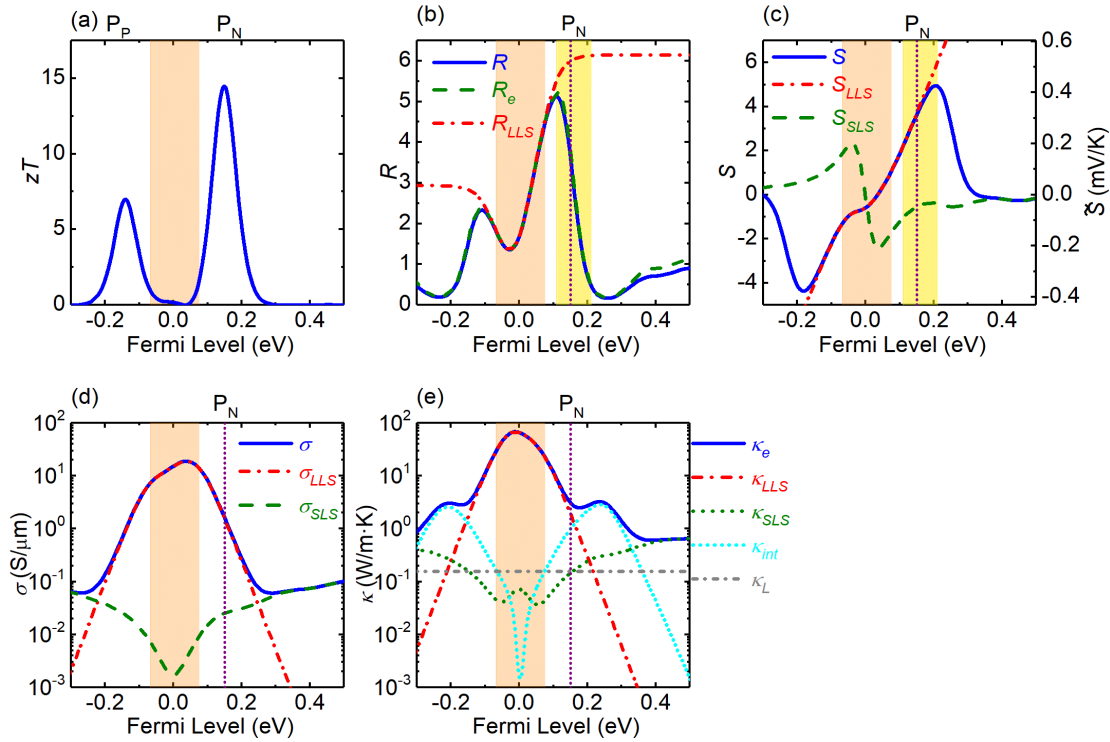 (a) P_P P_N
zT
15
10
5
0
-0.2 0.0 0.2 0.4
Fermi Level (eV)
(b) P_N
R
R_e
R_LLS
R
6
5
4
3
2
1
0
-0.2 0.0 0.2 0.4
Fermi Level (eV)
(c) P_N
S
S_LLS
S_SLS
S
4
2
0
-2
-4
0.6
0.4
0.2
0.0
-0.2
-0.4
S̃ (mV/K)
-0.2 0.0 0.2 0.4
Fermi Level (eV)
(d) P_N
σ
σ_LLS
σ_SLS
σ (S/μm)
10^2
10^1
10^0
10^-1
10^-2
10^-3
-0.2 0.0 0.2 0.4
Fermi Level (eV)
(e) P_N
κ (W/m·K)
10^2
10^1
10^0
10^-1
10^-2
10^-3
-0.2 0.0 0.2 0.4
Fermi Level (eV)
κ_e
κ_LLS
κ_SLS
κ_int
κ_L